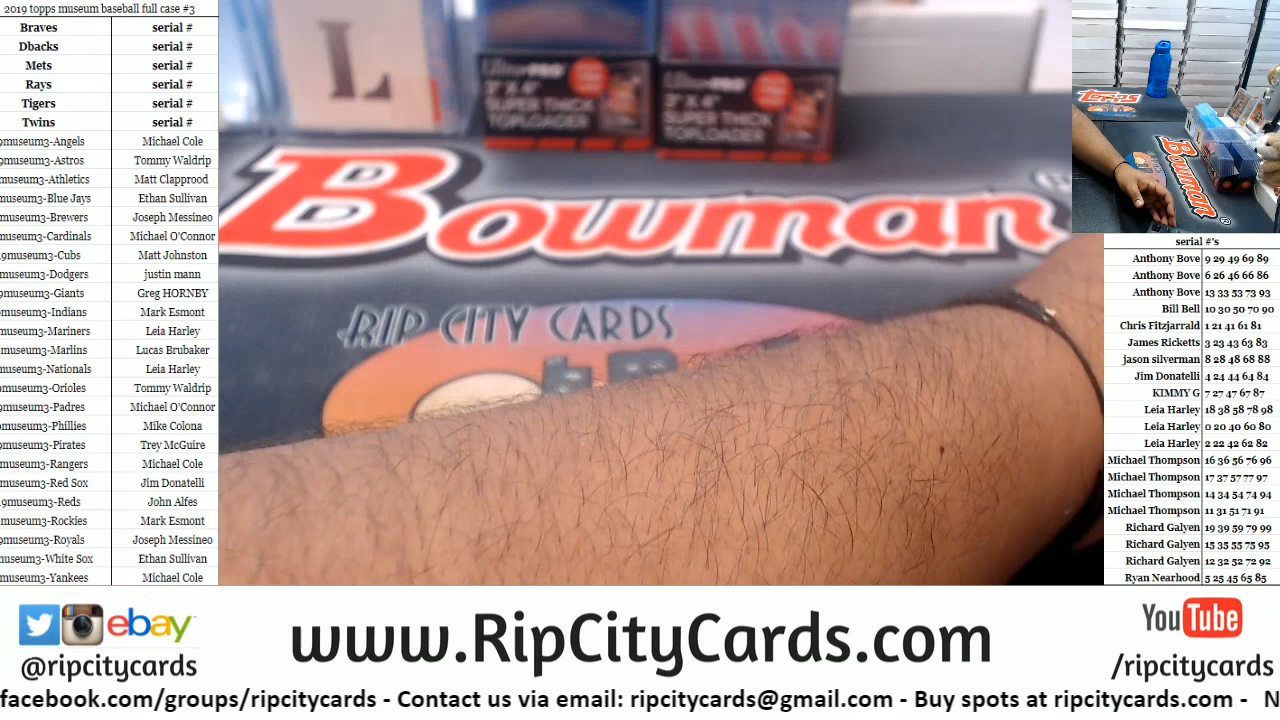 2019 topps museum baseball full case #3
Braves serial #
Dbacks serial #
Mets serial #
Rays serial #
Tigers serial #
Twins serial #
9museum3-Angels Michael Cole
museum3-Astros Tommy Waldrip
museum3-Athletics Matt Clapprood
museum3-Blue Jays Ethan Sullivan
museum3-Brewers Joseph Messineo
museum3-Cardinals Michael O'Connor
19museum3-Cubs Matt Johnston
museum3-Dodgers justin mann
museum3-Giants Greg HORNBY
museum3-Indians Mark Esmont
museum3-Mariners Leia Harley
museum3-Marlins Lucas Brubaker
museum3-Nationals Leia Harley
museum3-Orioles Tommy Waldrip
museum3-Padres Michael O'Connor
museum3-Phillies Mike Colona
museum3-Pirates Trey McGuire
museum3-Rangers Michael Cole
museum3-Red Sox Jim Donatelli
19museum3-Reds John Alfes
museum3-Rockies Mark Esmont
museum3-Royals Joseph Messineo
museum3-White Sox Ethan Sullivan
museum3-Yankees Michael Cole
L
Ultra PRO
3" X 4"
SUPER THICK
TOPLOADER
Ultra PRO
3" X 4"
SUPER THICK
TOPLOADER
Bowman
RIP CITY CARDS
TOPPS
Bowman
serial #'s
Anthony Bove 9 29 49 69 89
Anthony Bove 6 26 46 66 86
Anthony Bove 13 33 53 73 93
Bill Bell 10 30 50 70 90
Chris Fitzjarrald 1 21 41 61 81
James Ricketts 3 23 43 63 83
jason silverman 8 28 48 68 88
Jim Donatelli 4 24 44 64 84
KIMMY G 7 27 47 67 87
Leia Harley 18 38 58 78 98
Leia Harley 0 20 40 60 80
Leia Harley 2 22 42 62 82
Michael Thompson 16 36 56 76 96
Michael Thompson 17 37 57 77 97
Michael Thompson 14 34 54 74 94
Michael Thompson 11 31 51 71 91
Richard Galyen 19 39 59 79 99
Richard Galyen 15 35 55 75 95
Richard Galyen 12 32 52 72 92
Ryan Nearhood 5 25 45 65 85
ebay
@ripcitycards
www.RipCityCards.com
YouTube
/ripcitycards
facebook.com/groups/ripcitycards - Contact us via email: ripcitycards@gmail.com - Buy spots at ripcitycards.com - N